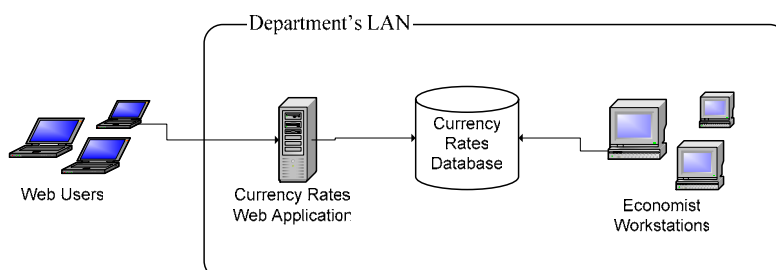 Department's LAN
Web Users
Currency Rates
Web Application
Currency
Rates
Database
Economist
Workstations